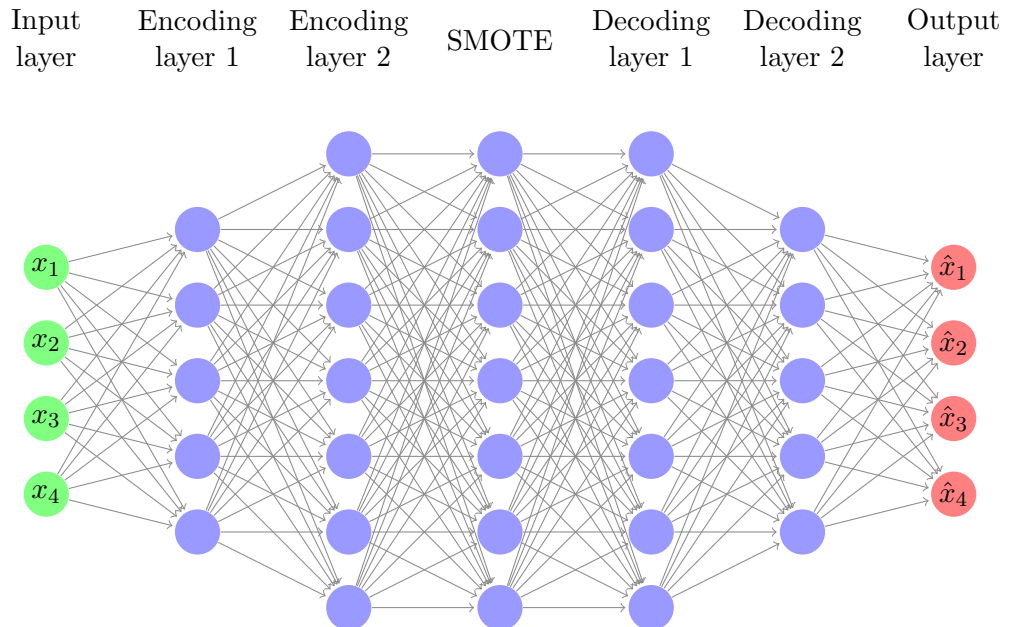 Input layer
Encoding layer 1
Encoding layer 2
SMOTE
Decoding layer 1
Decoding layer 2
Output layer
x₁
x₂
x₃
x₄
x̂₁
x̂₂
x̂₃
x̂₄